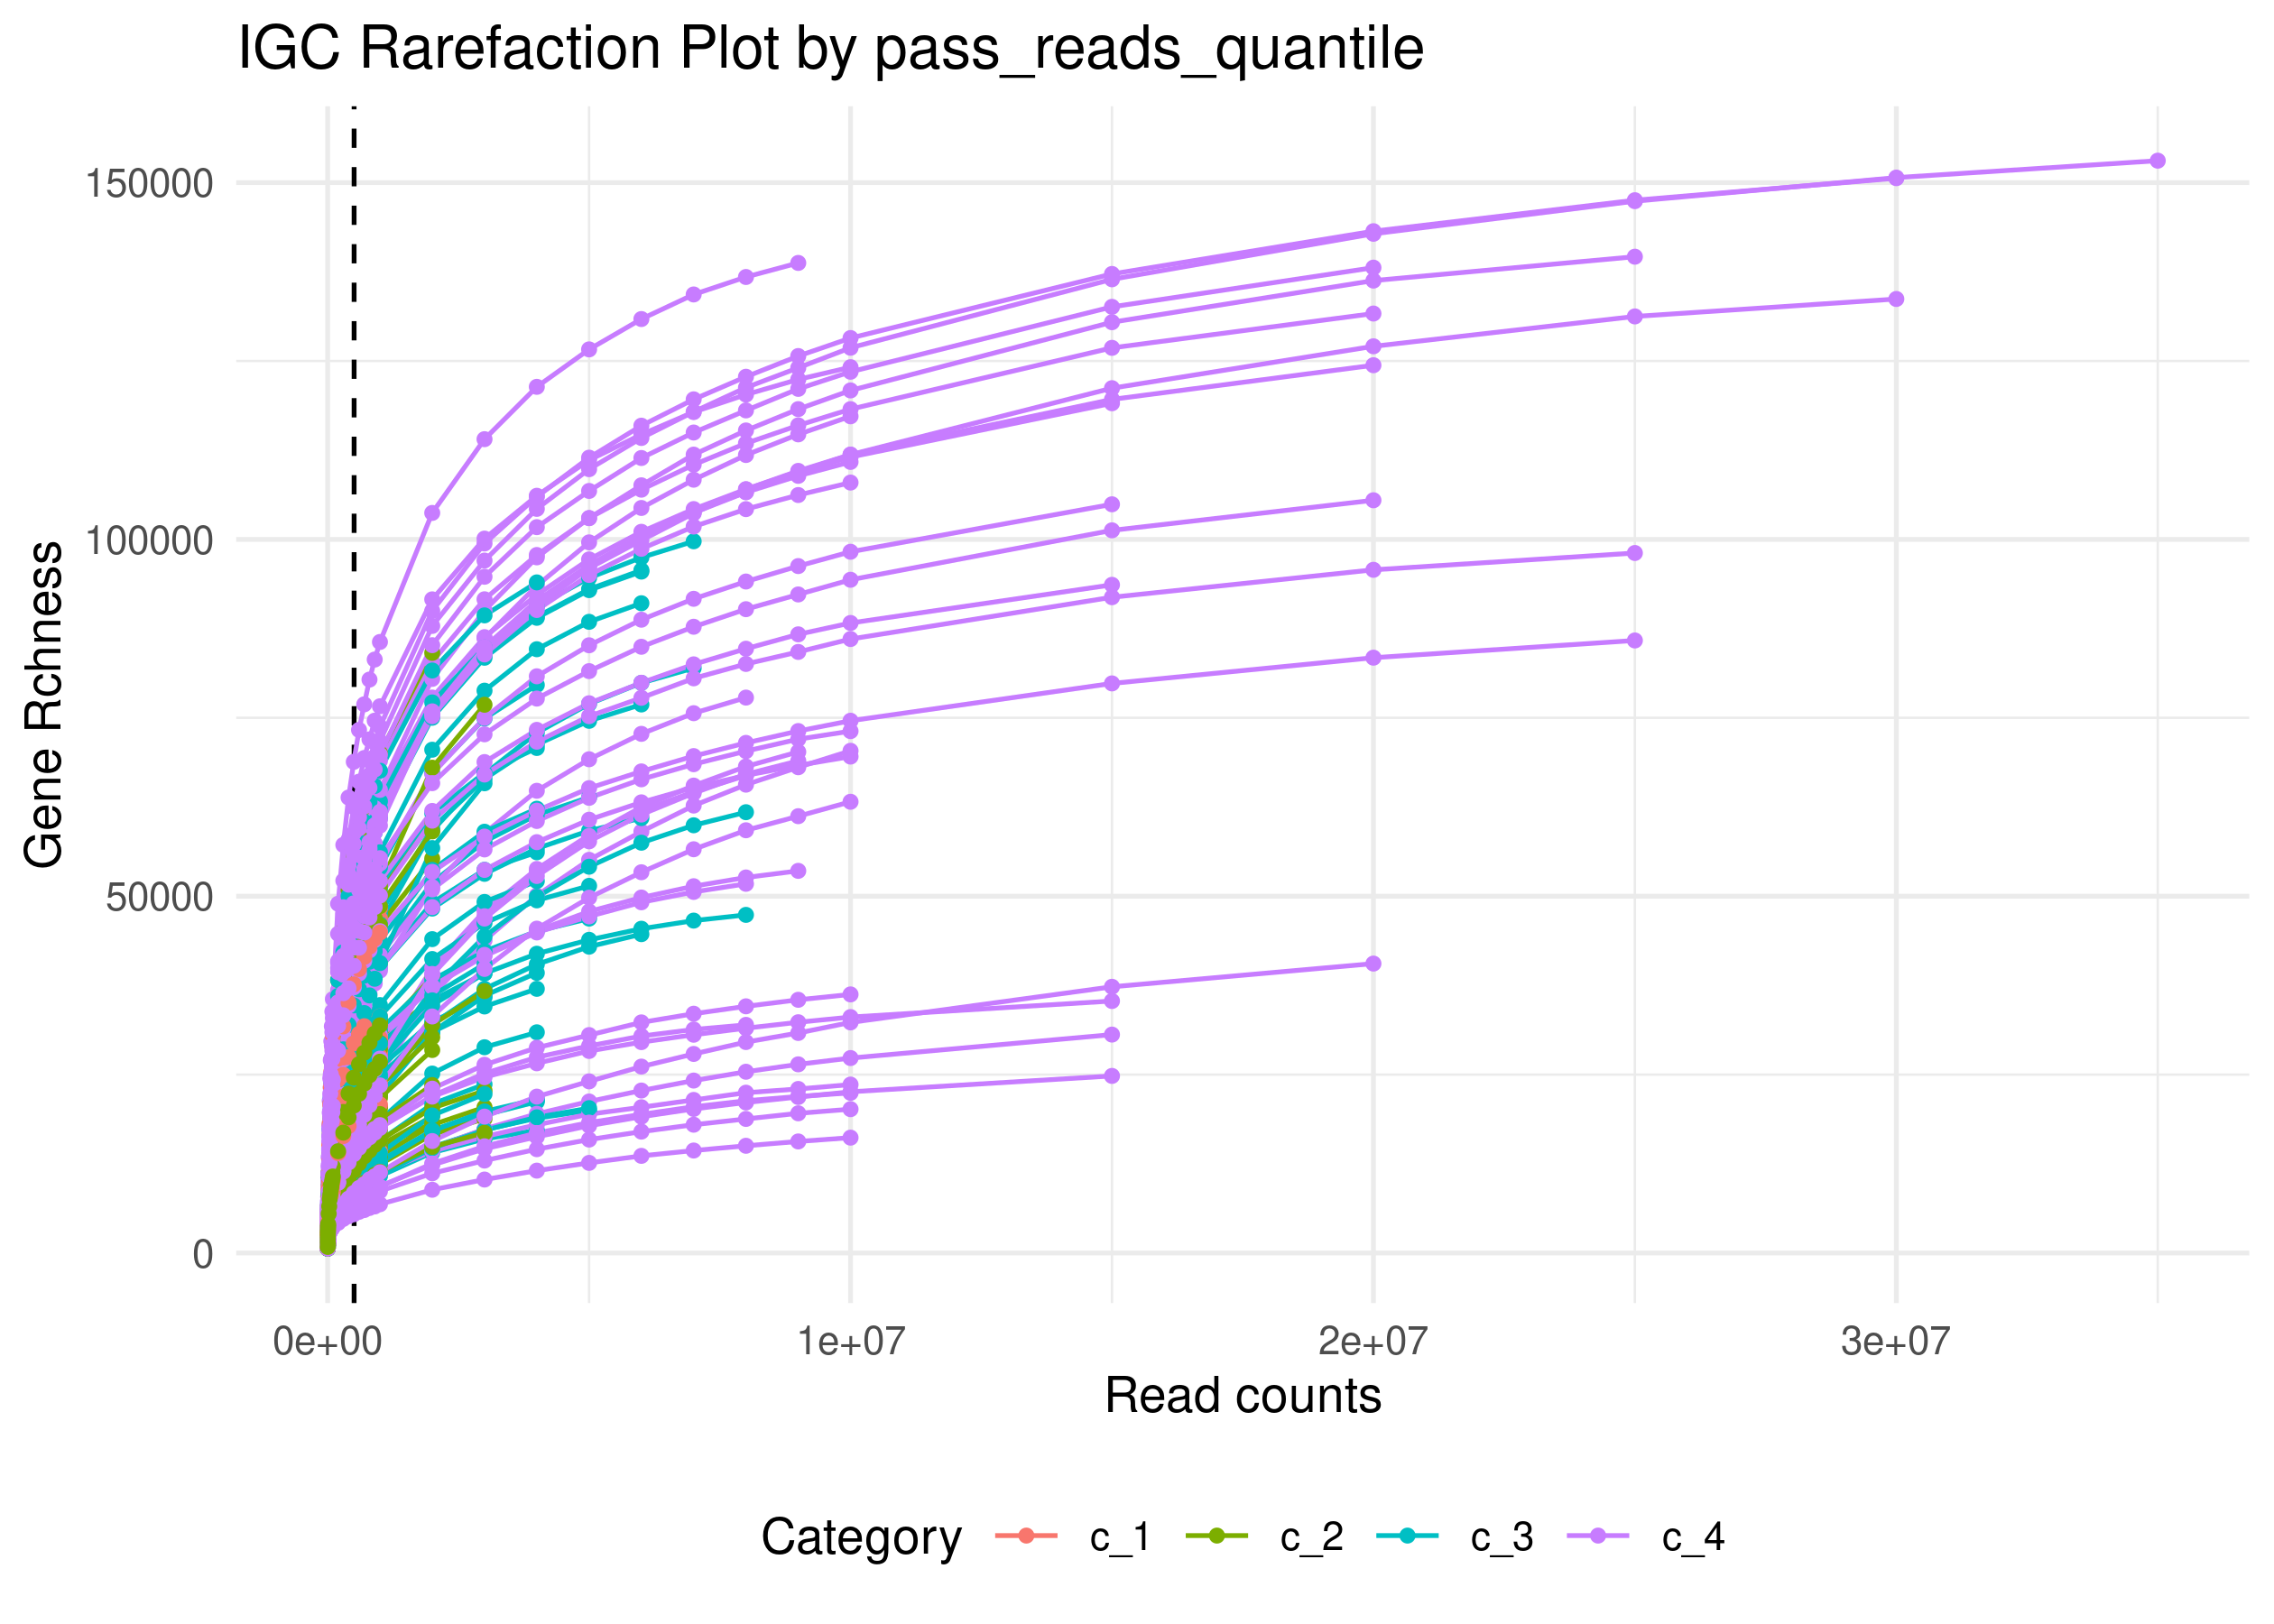 IGC Rarefaction Plot by pass_reads_quantile
150000
100000
50000
0
Gene Rchness
0e+00 1e+07 2e+07 3e+07
Read counts
Category c_1 c_2 c_3 c_4